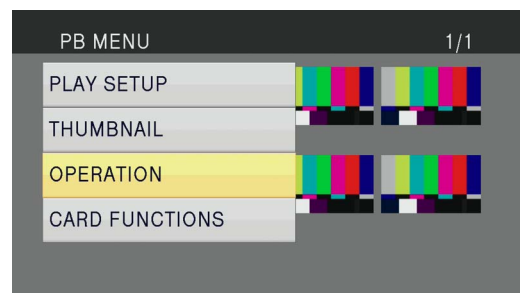 PB MENU 1/1
PLAY SETUP
THUMBNAIL
OPERATION
CARD FUNCTIONS